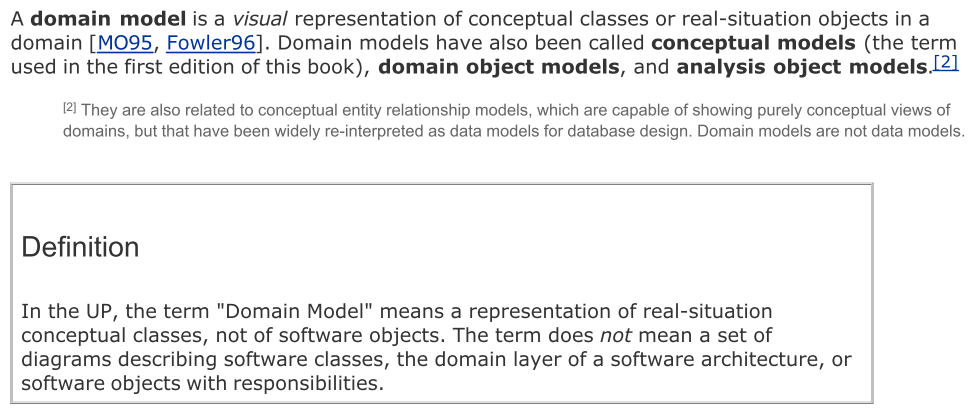 A domain model is a visual representation of conceptual classes or real-situation objects in a
domain [MO95, Fowler96]. Domain models have also been called conceptual models (the term
used in the first edition of this book), domain object models, and analysis object models.[2]
[2] They are also related to conceptual entity relationship models, which are capable of showing purely conceptual views of
domains, but that have been widely re-interpreted as data models for database design. Domain models are not data models.
Definition
In the UP, the term "Domain Model" means a representation of real-situation
conceptual classes, not of software objects. The term does not mean a set of
diagrams describing software classes, the domain layer of a software architecture, or
software objects with responsibilities.